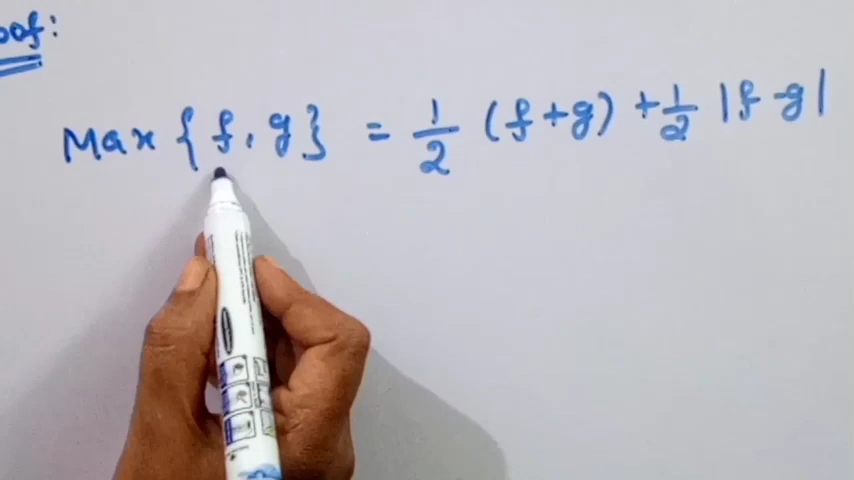 oof:
Max {f, g} = 1/2 (f+g) + 1/2 |f-g|